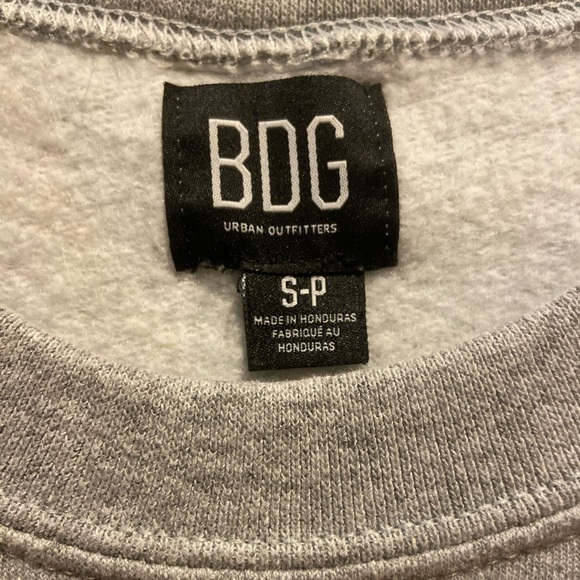 BDG
URBAN OUTFITTERS
S-P
MADE IN HONDURAS
FABRIQUÉ AU
HONDURAS